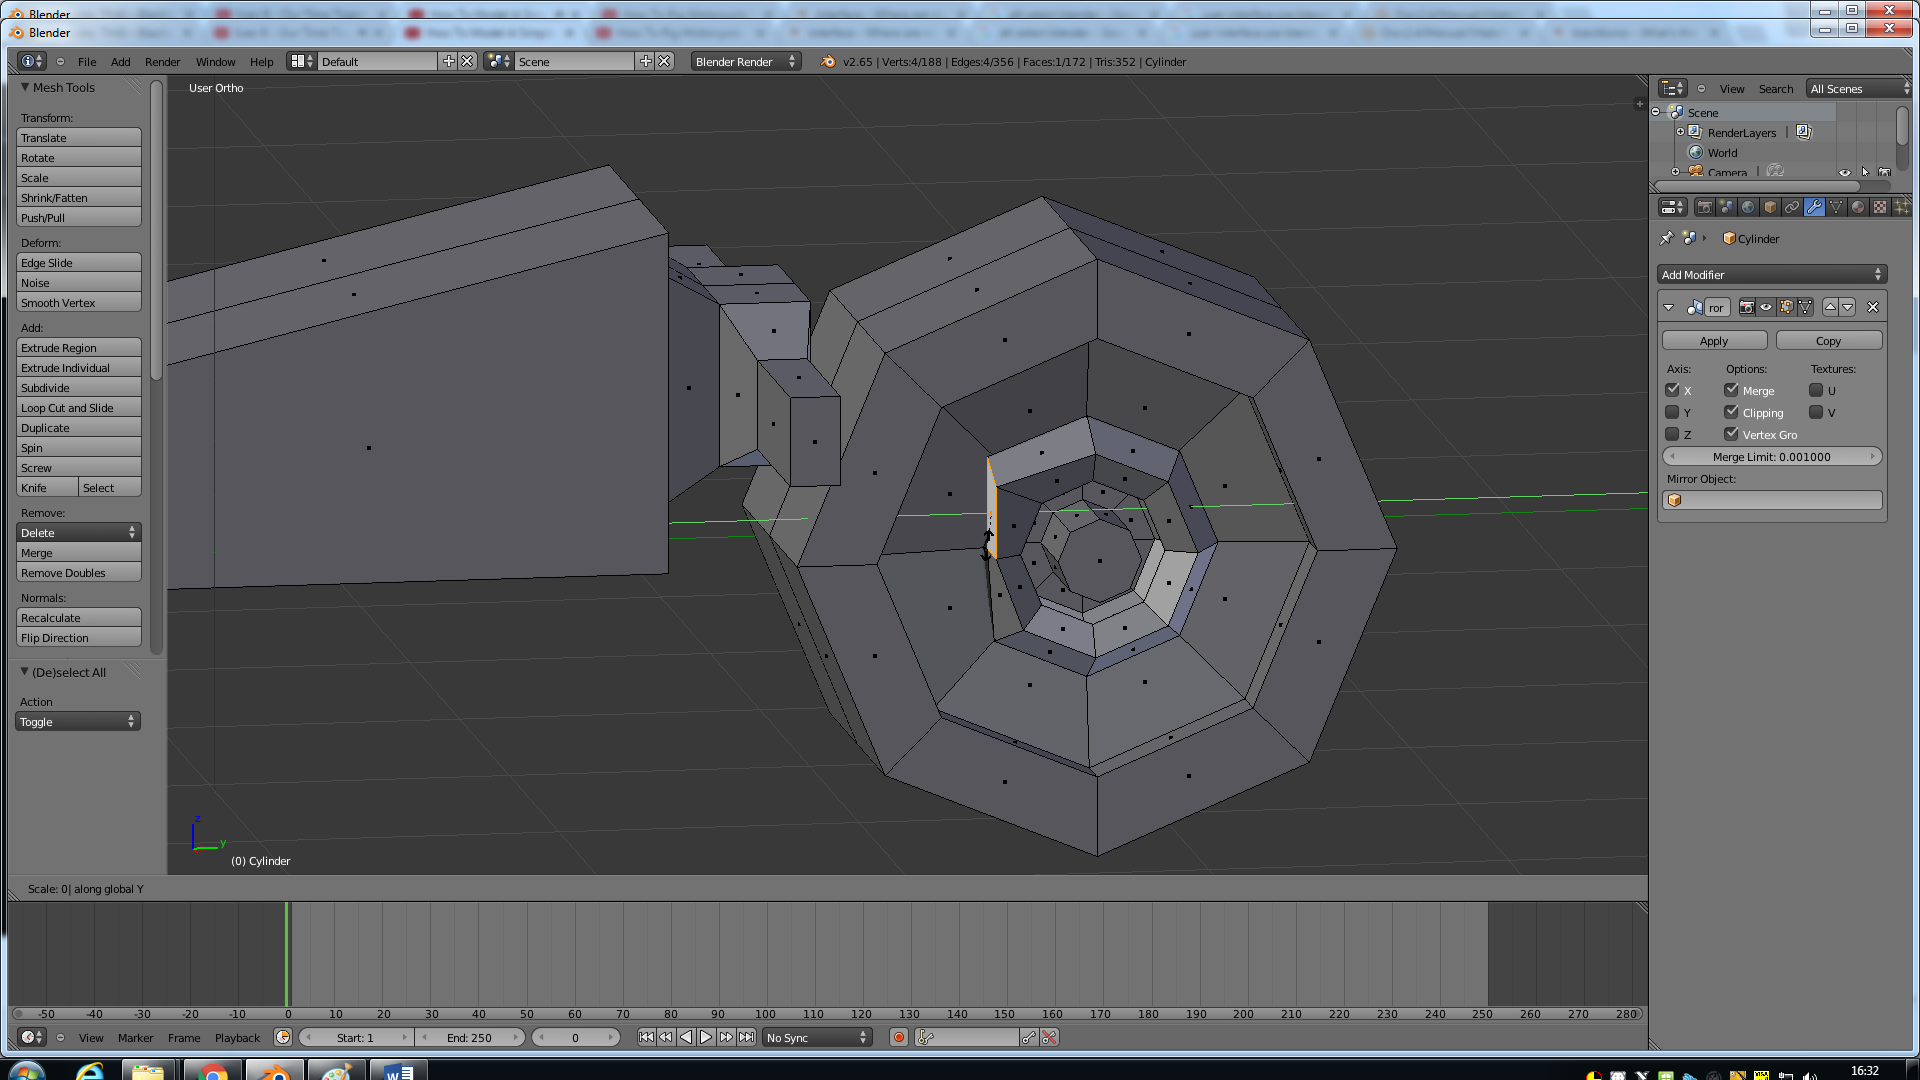 Blender
Blender
File Add Render Window Help Default Scene Blender Render v2.65 | Verts:4/188 | Edges:4/356 | Faces:1/172 | Tris:352 | Cylinder
Mesh Tools
Transform:
Translate
Rotate
Scale
Shrink/Fatten
Push/Pull
Deform:
Edge Slide
Noise
Smooth Vertex
Add:
Extrude Region
Extrude Individual
Subdivide
Loop Cut and Slide
Duplicate
Spin
Screw
Knife Select
Remove:
Delete
Merge
Remove Doubles
Normals:
Recalculate
Flip Direction
(De)select All
Action
Toggle
User Ortho
z
y
(0) Cylinder
Scale: 0| along global Y
View Search All Scenes
Scene
RenderLayers
World
Camera
Cylinder
Add Modifier
ror
Apply Copy
Axis: Options: Textures:
X Merge U
Y Clipping V
Z Vertex Gro
Merge Limit: 0.001000
Mirror Object:
-50 -40 -30 -20 -10 0 10 20 30 40 50 60 70 80 90 100 110 120 130 140 150 160 170 180 190 200 210 220 230 240 250 260 270 280
View Marker Frame Playback Start: 1 End: 250 0 No Sync
16:32